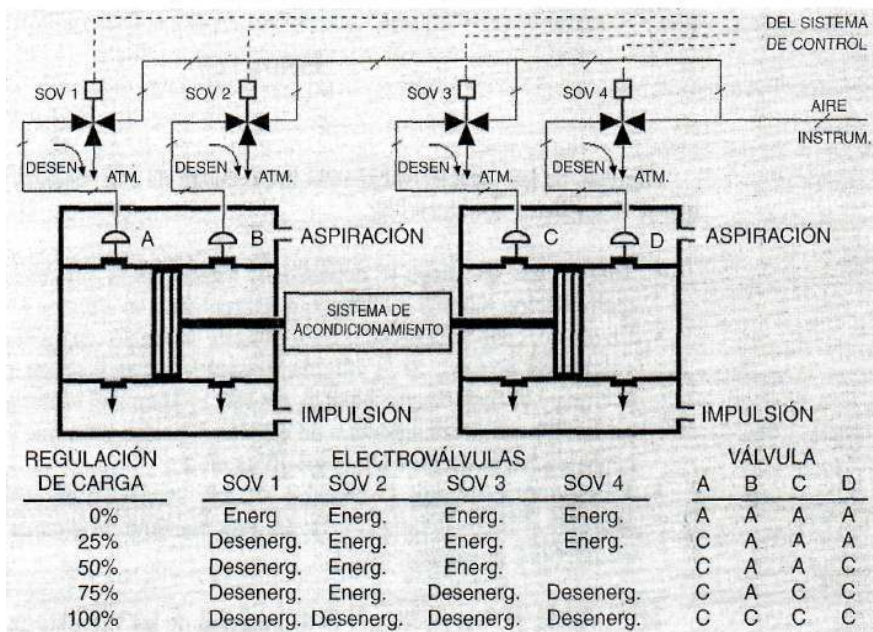 DEL SISTEMA
DE CONTROL
SOV 1
SOV 2
SOV 3
SOV 4
AIRE
INSTRUM.
DESEN
ATM.
DESEN
ATM.
DESEN
ATM.
DESEN
ATM.
A
B
ASPIRACIÓN
C
D
ASPIRACIÓN
SISTEMA DE
ACONDICIONAMIENTO
IMPULSIÓN
IMPULSIÓN
REGULACIÓN ELECTROVÁLVULAS VÁLVULA
DE CARGA SOV 1 SOV 2 SOV 3 SOV 4 A B C D
0% Energ Energ. Energ. Energ. A A A A
25% Desenerg. Energ. Energ. Energ. C A A A
50% Desenerg. Energ. Energ. C A A C
75% Desenerg. Energ. Desenerg. Desenerg. C A C C
100% Desenerg. Desenerg. Desenerg. Desenerg. C C C C